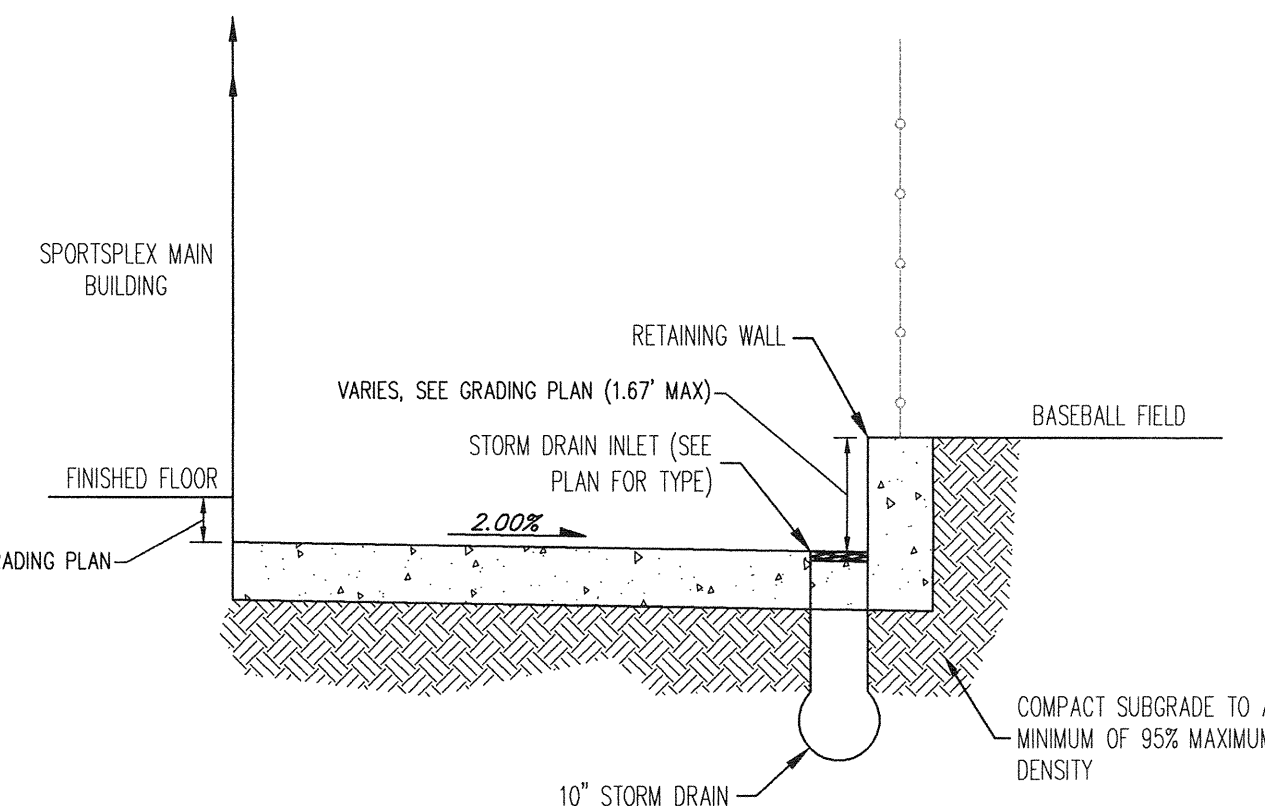 SPORTSPLEX MAIN
BUILDING
RETAINING WALL
VARIES, SEE GRADING PLAN (1.67' MAX)
BASEBALL FIELD
STORM DRAIN INLET (SEE
PLAN FOR TYPE)
FINISHED FLOOR
2.00%
PLAN
COMPACT SUBGRADE TO
MINIMUM OF 95% MAXIMUM
DENSITY
10" STORM DRAIN